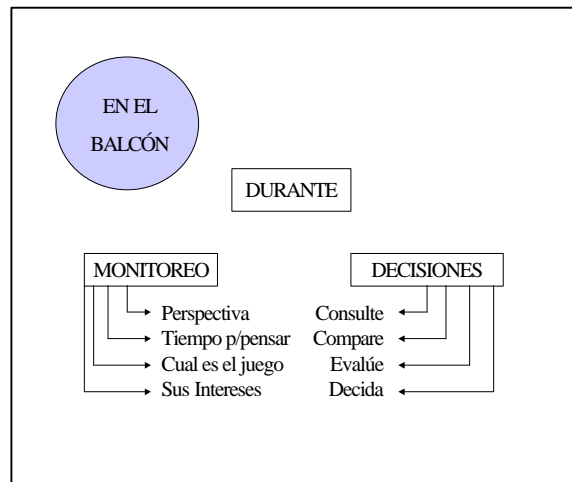 EN EL
BALCÓN
DURANTE
MONITOREO
Perspectiva
Tiempo p/pensar
Cual es el juego
Sus Intereses
DECISIONES
Consulte
Compare
Evalúe
Decida